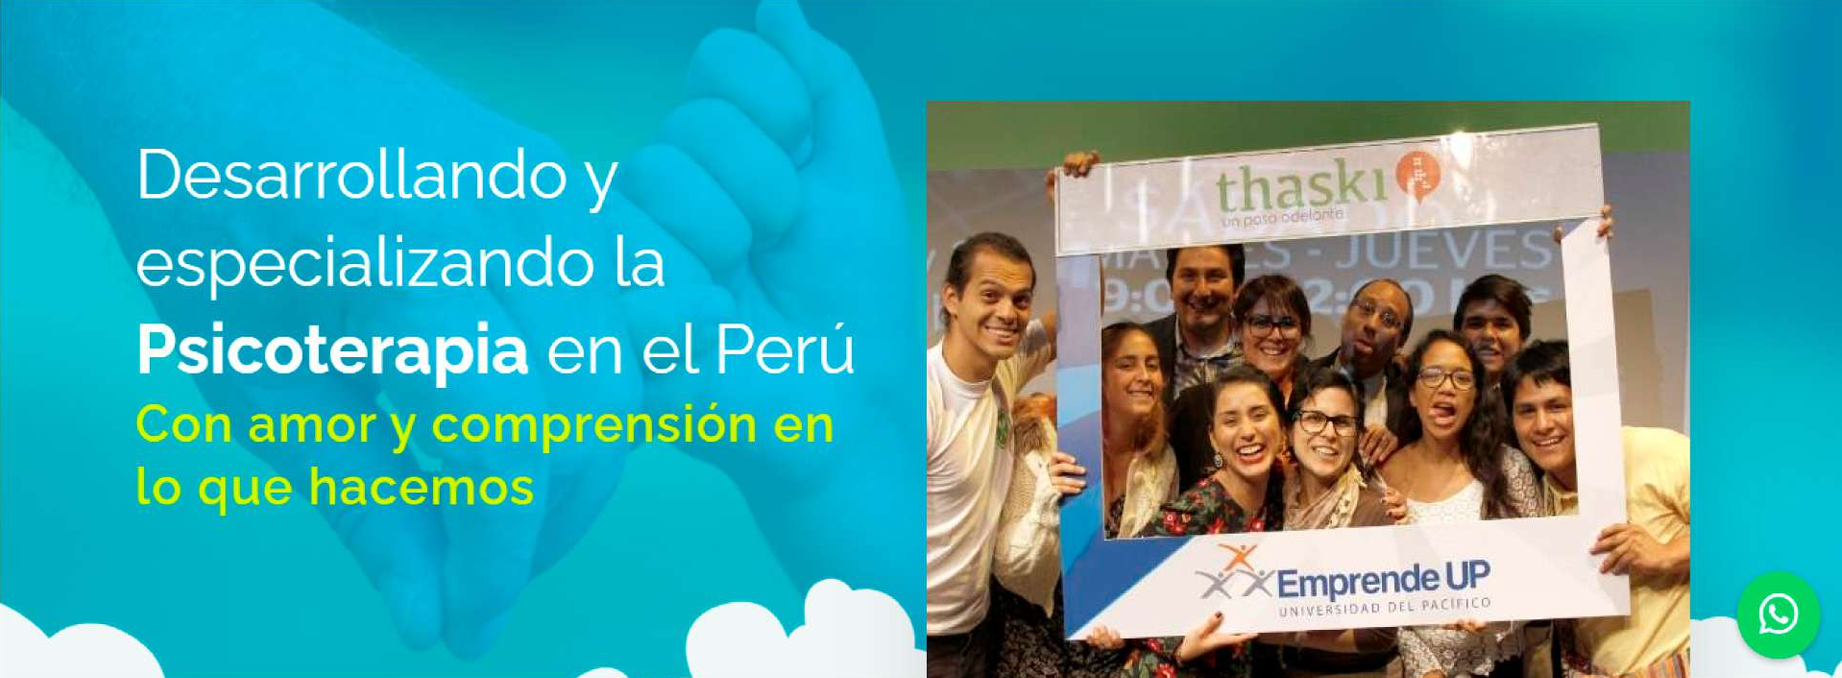 Desarrollando y
especializando la
Psicoterapia en el Perú
Con amor y comprensión en
lo que hacemos
thaski
un paso adelante
JUEVES
Emprende UP
UNIVERSIDAD DEL PACÍFICO